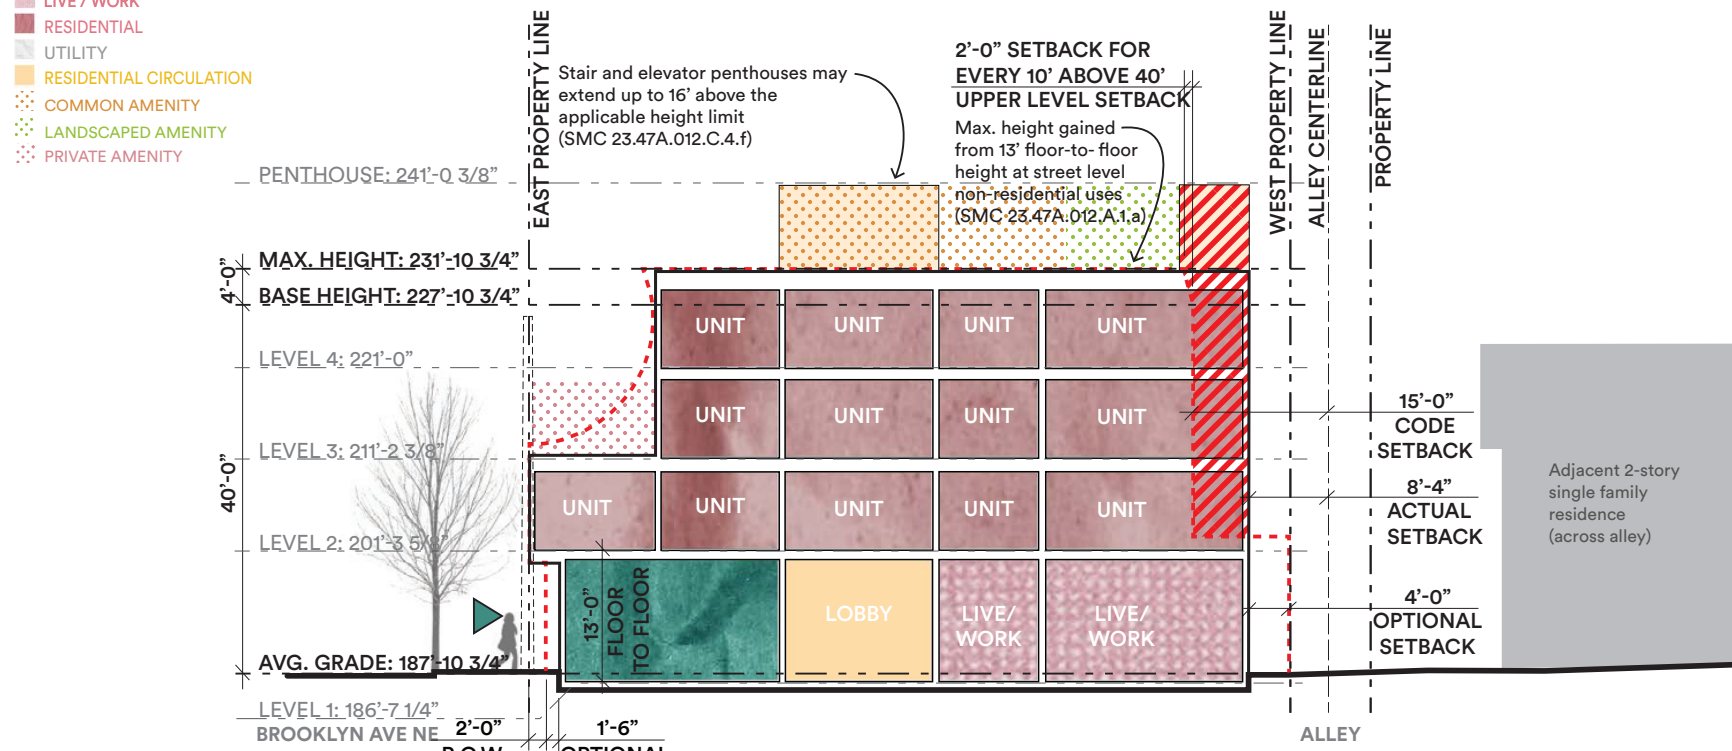 LIVE / WORK
RESIDENTIAL
UTILITY
RESIDENTIAL CIRCULATION
COMMON AMENITY
LANDSCAPED AMENITY
PRIVATE AMENITY
EAST PROPERTY LINE
Stair and elevator penthouses may
extend up to 16’ above the
applicable height limit
(SMC 23.47A.012.C.4.f)
2’-0” SETBACK FOR
EVERY 10’ ABOVE 40’
UPPER LEVEL SETBACK
Max. height gained
from 13’ floor-to- floor
height at street level
non-residential uses
(SMC 23.47A.012.A.1.a)
WEST PROPERTY LINE
ALLEY CENTERLINE
PROPERTY LINE
PENTHOUSE: 241’-0 3/8”
MAX. HEIGHT: 231’-10 3/4”
4’-0”
BASE HEIGHT: 227’-10 3/4”
LEVEL 4: 221’-0”
LEVEL 3: 211’-2 3/8”
40’-0”
LEVEL 2: 201’-3 5/8”
AVG. GRADE: 187’-10 3/4”
LEVEL 1: 186’-7 1/4”
BROOKLYN AVE NE
UNIT UNIT UNIT UNIT
UNIT UNIT UNIT UNIT
UNIT UNIT UNIT UNIT UNIT
13’-0”
FLOOR
TO FLOOR
LOBBY
LIVE/
WORK
LIVE/
WORK
15’-0”
CODE
SETBACK
8’-4”
ACTUAL
SETBACK
4’-0”
OPTIONAL
SETBACK
Adjacent 2-story
single family
residence
(across alley)
2’-0”
R.O.W.
1’-6”
OPTIONAL
ALLEY